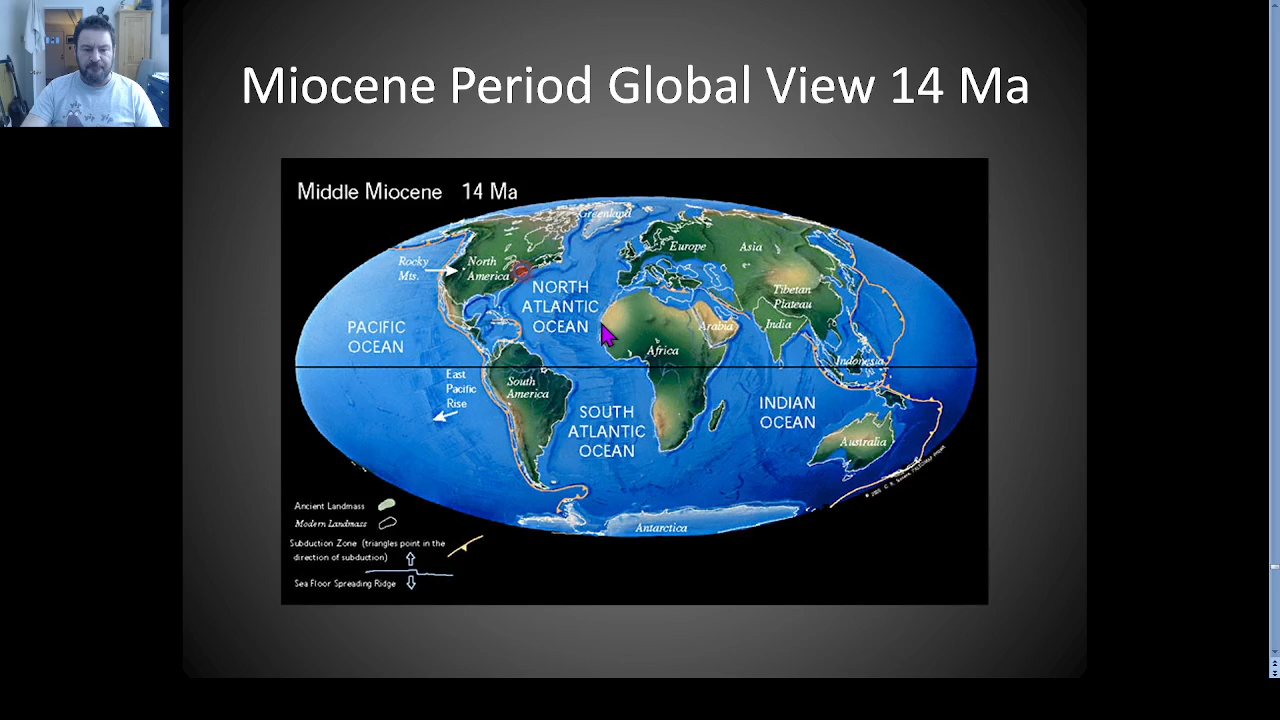 Miocene Period Global View 14 Ma
Middle Miocene 14 Ma
Greenland
Europe
Asia
Rocky
Mts.
North
America
NORTH
ATLANTIC
OCEAN
Tibetan
Plateau
PACIFIC
OCEAN
Arabia
India
Africa
Indonesia
East
Pacific
Rise
South
America
SOUTH
ATLANTIC
OCEAN
INDIAN
OCEAN
Australia
Ancient Landmass
Modern Landmass
Antarctica
Subduction Zone (triangles point in the
direction of subduction)
Sea Floor Spreading Ridge